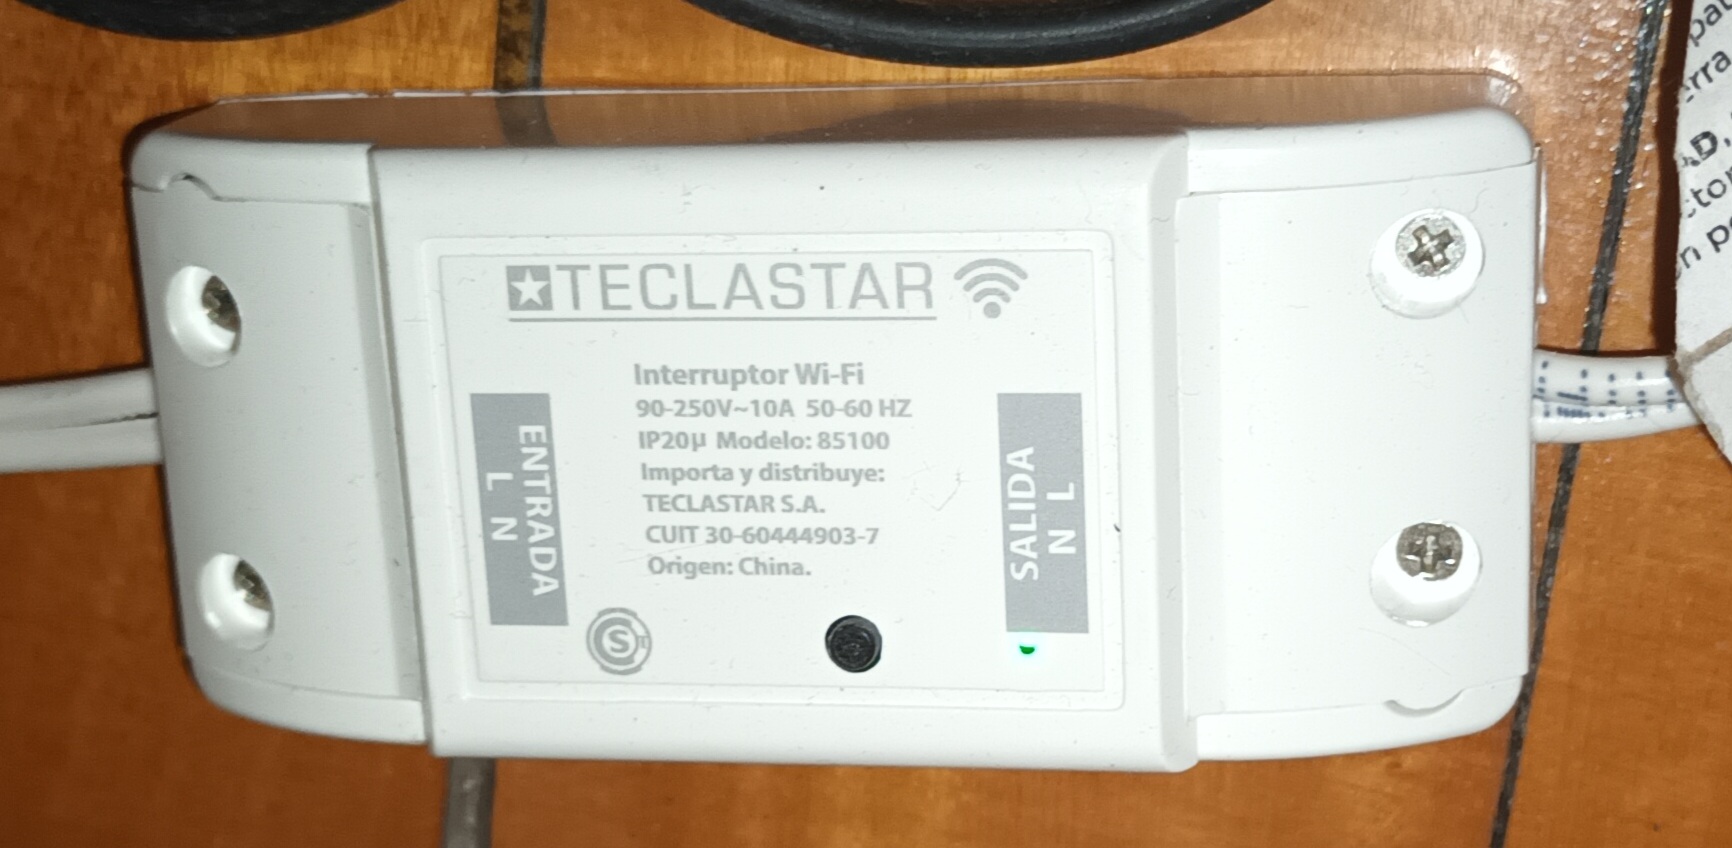 TECLASTAR
Interruptor Wi-Fi
90-250V~10A 50-60 HZ
IP20µ Modelo: 85100
Importa y distribuye:
TECLASTAR S.A.
CUIT 30-60444903-7
Origen: China.
ENTRADA
L N
SALIDA
N L
S